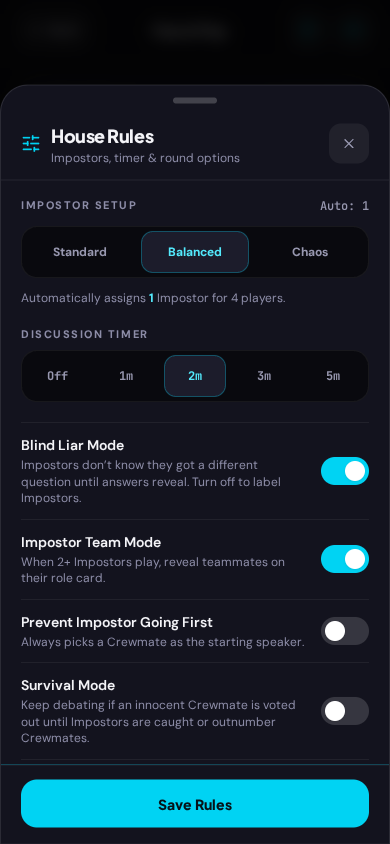 House Rules
Impostors, timer & round options
IMPOSTOR SETUP
Auto: 1
Standard
Balanced
Chaos
Automatically assigns 1 Impostor for 4 players.
DISCUSSION TIMER
Off
1m
2m
3m
5m
Blind Liar Mode
Impostors don't know they got a different
question until answers reveal. Turn off to label
Impostors.
Impostor Team Mode
When 2+ Impostors play, reveal teammates on
their role card.
Prevent Impostor Going First
Always picks a Crewmate as the starting speaker.
Survival Mode
Keep debating if an innocent Crewmate is voted
out until Impostors are caught or outnumber
Crewmates.
Save Rules